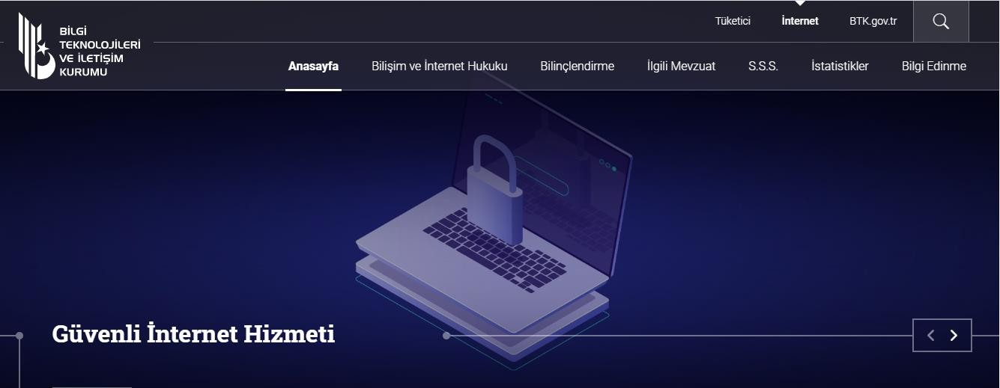 BİLGİ
TEKNOLOJİLERİ
VE İLETİŞİM
KURUMU
Tüketici İnternet BTK.gov.tr
Anasayfa Bilişim ve İnternet Hukuku Bilinçlendirme İlgili Mevzuat S.S.S. İstatistikler Bilgi Edinme
Güvenli İnternet Hizmeti